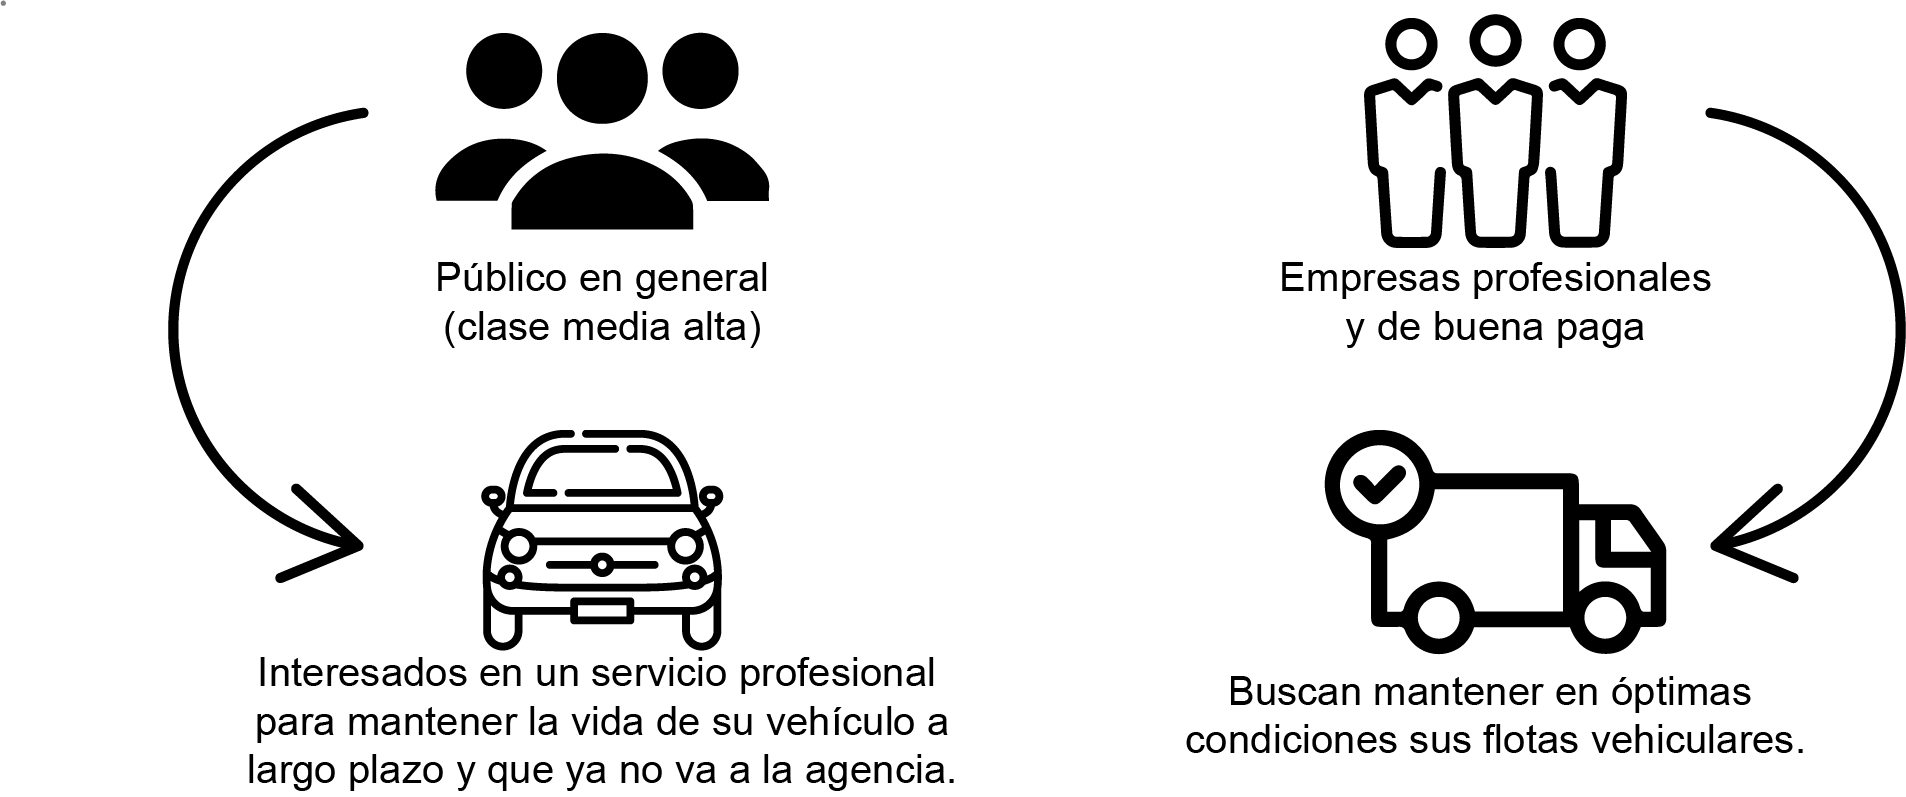 Público en general
(clase media alta)
Empresas profesionales
y de buena paga
Interesados en un servicio profesional
para mantener la vida de su vehículo a
largo plazo y que ya no va a la agencia.
Buscan mantener en óptimas
condiciones sus flotas vehiculares.